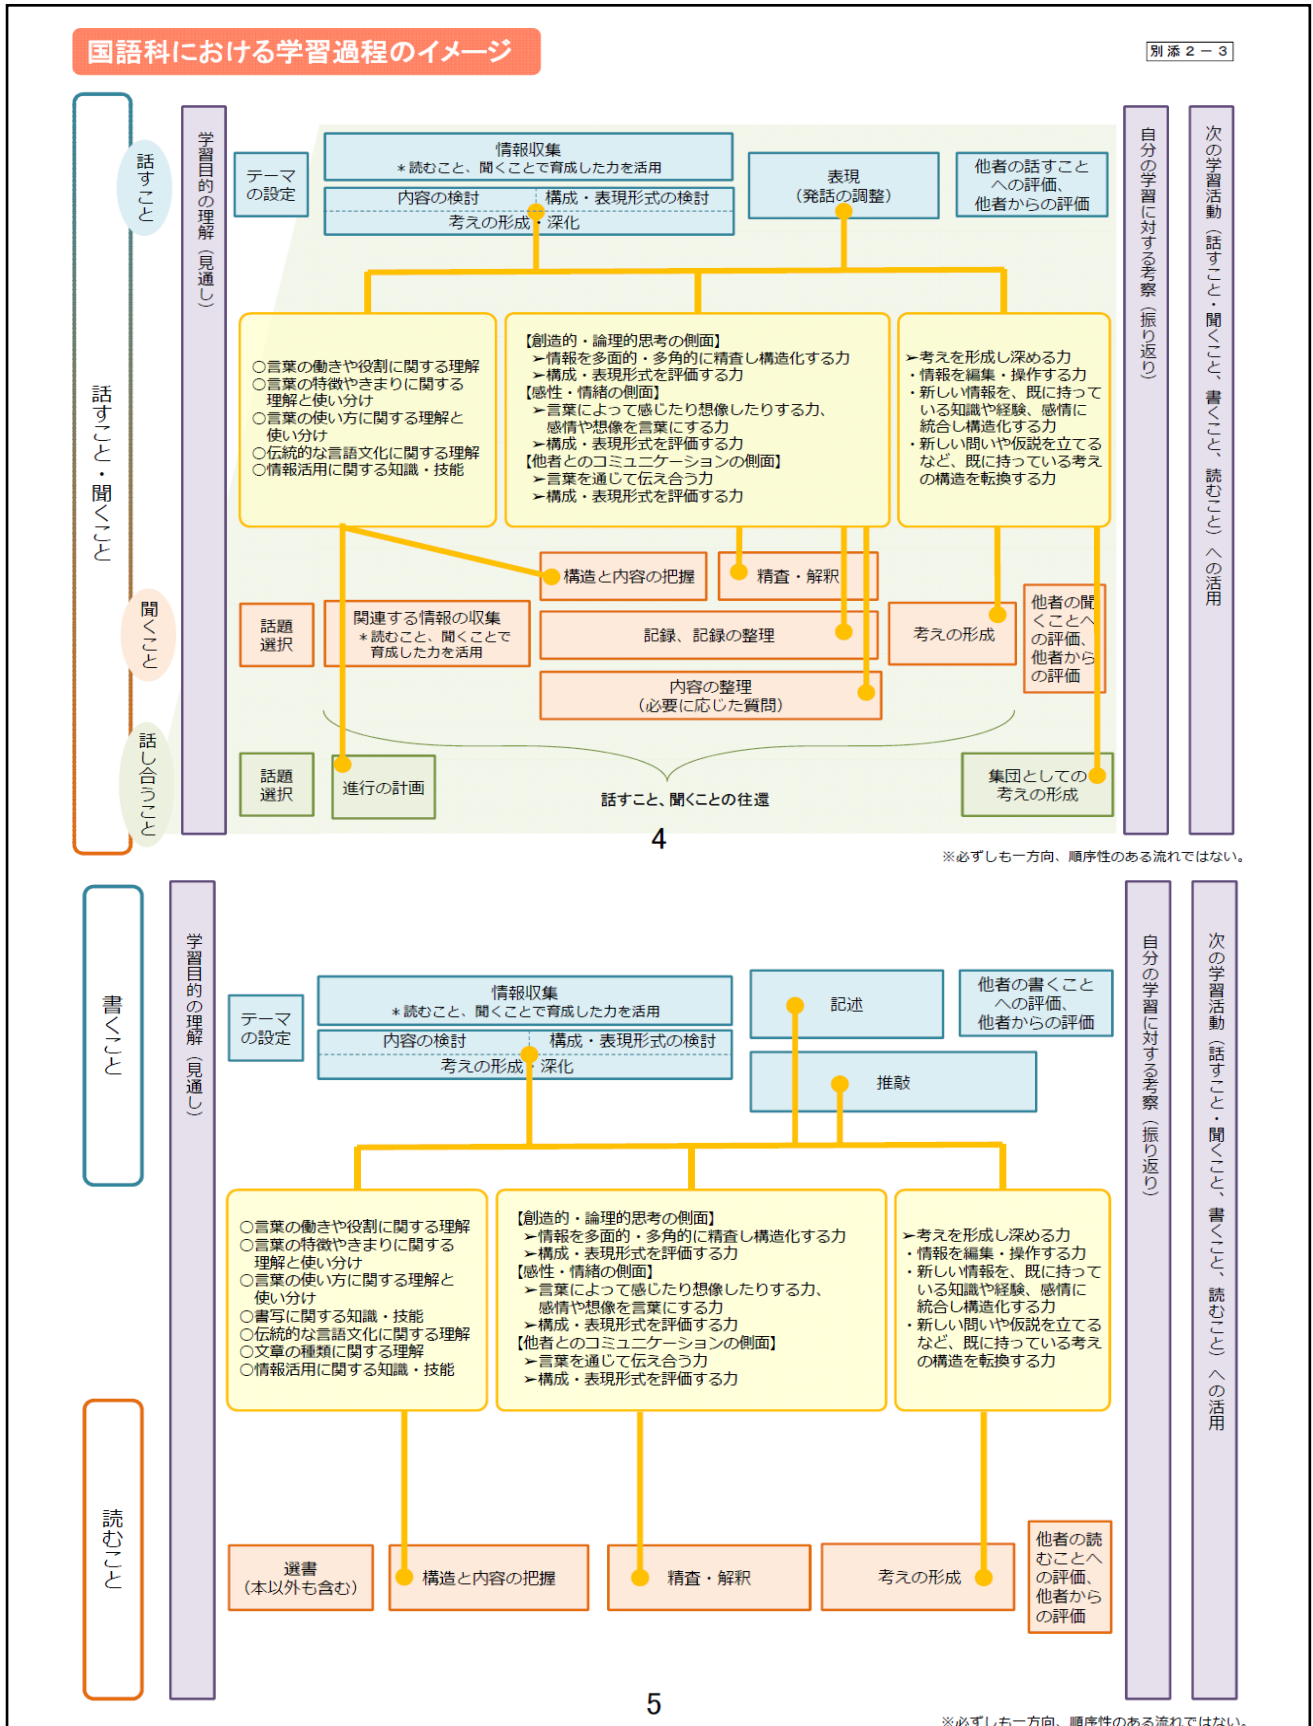 国語科における学習過程のイメージ
別添２－３
話すこと・聞くこと
話すこと
聞くこと
話し合うこと
学習目的の理解（見通し）
テーマ
の設定
情報収集
＊読むこと、聞くことで育成した力を活用
内容の検討
構成・表現形式の検討
考えの形成・深化
表現
（発話の調整）
他者の話すこと
への評価、
他者からの評価
○言葉の働きや役割に関する理解
○言葉の特徴やきまりに関する
理解と使い分け
○言葉の使い方に関する理解と
使い分け
○伝統的な言語文化に関する理解
○情報活用に関する知識・技能
【創造的・論理的思考の側面】
➢情報を多面的・多角的に精査し構造化する力
➢構成・表現形式を評価する力
【感性・情緒の側面】
➢言葉によって感じたり想像したりする力、
感情や想像を言葉にする力
➢構成・表現形式を評価する力
【他者とのコミュニケーションの側面】
➢言葉を通じて伝え合う力
➢構成・表現形式を評価する力
➢考えを形成し深める力
・情報を編集・操作する力
・新しい情報を、既に持って
いる知識や経験、感情に
統合し構造化する力
・新しい問いや仮説を立てる
など、既に持っている考え
の構造を転換する力
構造と内容の把握
精査・解釈
話題
選択
関連する情報の収集
＊読むこと、聞くことで
育成した力を活用
記録、記録の整理
考えの形成
他者の聞
くことへ
の評価、
他者から
の評価
内容の整理
（必要に応じた質問）
話題
選択
進行の計画
話すこと、聞くことの往還
集団としての
考えの形成
自分の学習に対する考察（振り返り）
次の学習活動（話すこと・聞くこと、書くこと、読むこと）への活用
4
※必ずしも一方向、順序性のある流れではない。
書くこと
読むこと
学習目的の理解（見通し）
テーマ
の設定
情報収集
＊読むこと、聞くことで育成した力を活用
内容の検討
構成・表現形式の検討
考えの形成・深化
記述
推敲
他者の書くこと
への評価、
他者からの評価
○言葉の働きや役割に関する理解
○言葉の特徴やきまりに関する
理解と使い分け
○言葉の使い方に関する理解と
使い分け
○書写に関する知識・技能
○伝統的な言語文化に関する理解
○文章の種類に関する理解
○情報活用に関する知識・技能
【創造的・論理的思考の側面】
➢情報を多面的・多角的に精査し構造化する力
➢構成・表現形式を評価する力
【感性・情緒の側面】
➢言葉によって感じたり想像したりする力、
感情や想像を言葉にする力
➢構成・表現形式を評価する力
【他者とのコミュニケーションの側面】
➢言葉を通じて伝え合う力
➢構成・表現形式を評価する力
➢考えを形成し深める力
・情報を編集・操作する力
・新しい情報を、既に持って
いる知識や経験、感情に
統合し構造化する力
・新しい問いや仮説を立てる
など、既に持っている考え
の構造を転換する力
選書
（本以外も含む）
構造と内容の把握
精査・解釈
考えの形成
他者の読
むことへ
の評価、
他者から
の評価
自分の学習に対する考察（振り返り）
次の学習活動（話すこと・聞くこと、書くこと、読むこと）への活用
5
※必ずしも一方向、順序性のある流れではない。